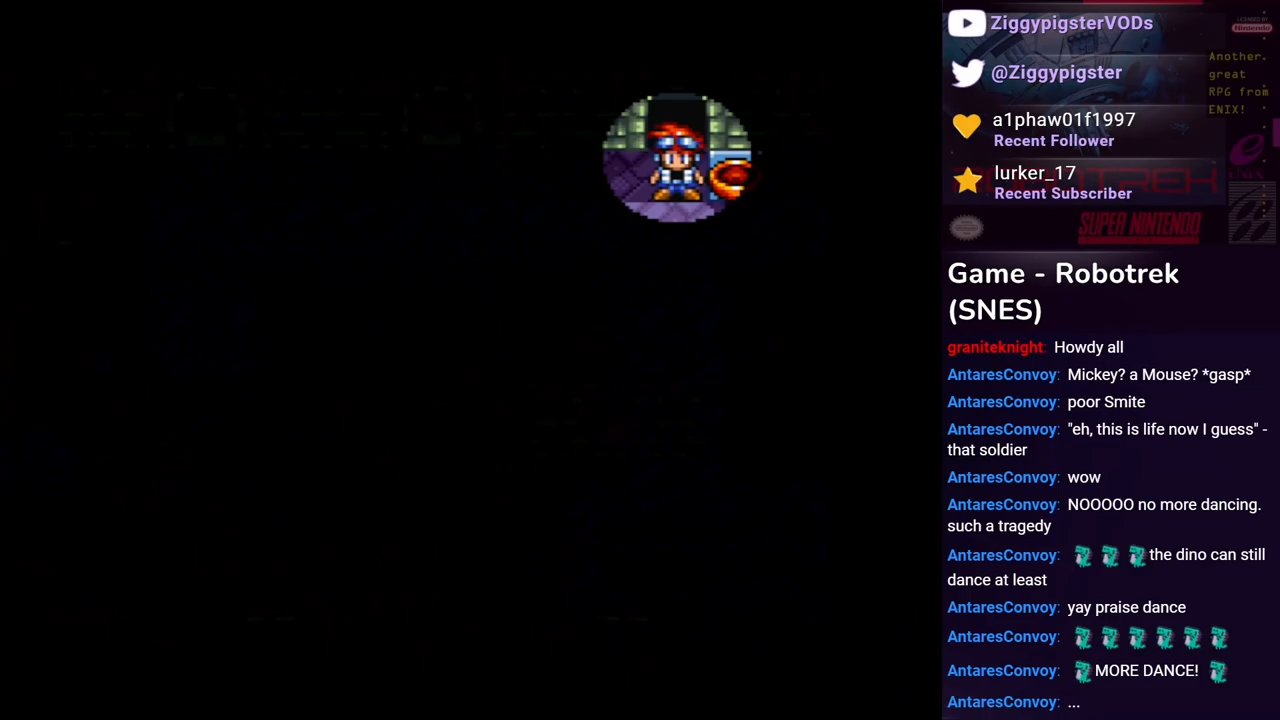 ZiggypigsterVODs
@Ziggypigster
a1phaw01f1997
Recent Follower
lurker_17
Recent Subscriber
Another
great
RPG from
ENIX!
SUPER NINTENDO
Game - Robotrek
(SNES)
graniteknight: Howdy all
AntaresConvoy: Mickey? a Mouse? *gasp*
AntaresConvoy: poor Smite
AntaresConvoy: "eh, this is life now I guess" -
that soldier
AntaresConvoy: wow
AntaresConvoy: NOOOOO no more dancing.
such a tragedy
AntaresConvoy: the dino can still
dance at least
AntaresConvoy: yay praise dance
AntaresConvoy:
AntaresConvoy: MORE DANCE!
AntaresConvoy: ...